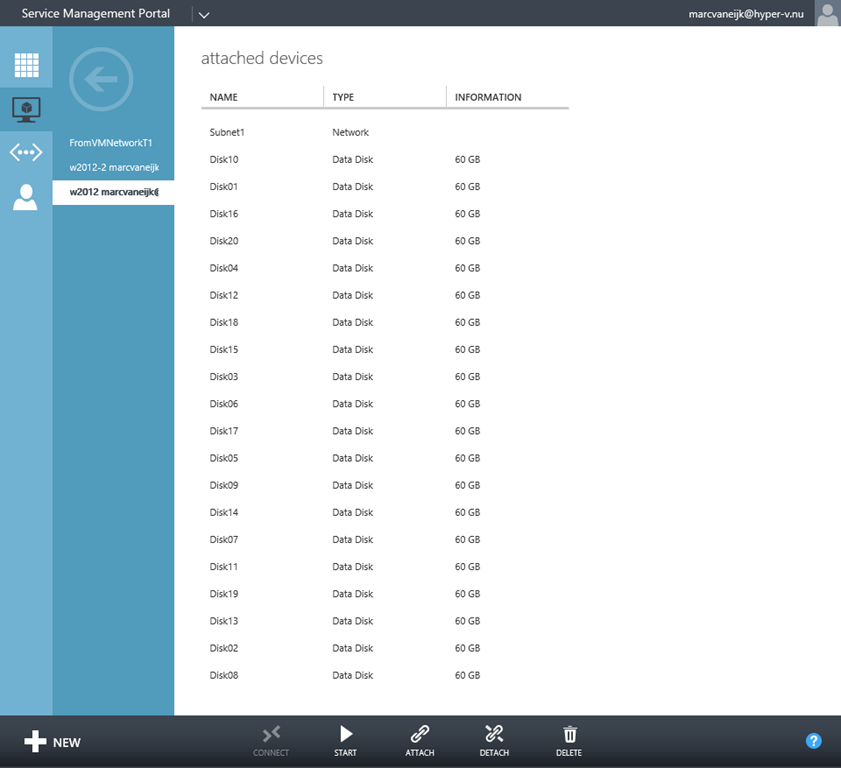 Service Management Portal
marcvaneijk@hyper-v.nu
FromVMNetworkT1
w2012-2 marcvaneijk
w2012 marcvaneijk@
attached devices
NAME TYPE INFORMATION
Subnet1 Network
Disk10 Data Disk 60 GB
Disk01 Data Disk 60 GB
Disk16 Data Disk 60 GB
Disk20 Data Disk 60 GB
Disk04 Data Disk 60 GB
Disk12 Data Disk 60 GB
Disk18 Data Disk 60 GB
Disk15 Data Disk 60 GB
Disk03 Data Disk 60 GB
Disk06 Data Disk 60 GB
Disk17 Data Disk 60 GB
Disk05 Data Disk 60 GB
Disk09 Data Disk 60 GB
Disk14 Data Disk 60 GB
Disk07 Data Disk 60 GB
Disk11 Data Disk 60 GB
Disk19 Data Disk 60 GB
Disk13 Data Disk 60 GB
Disk02 Data Disk 60 GB
Disk08 Data Disk 60 GB
NEW
CONNECT
START
ATTACH
DETACH
DELETE
?